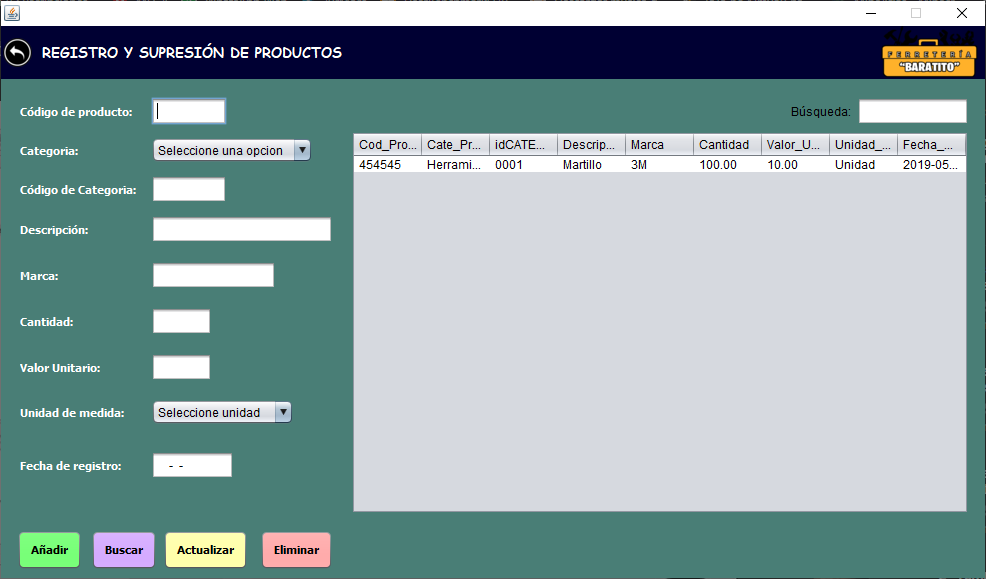 REGISTRO Y SUPRESIÓN DE PRODUCTOS
FERRETERÍA
"BARATITO"
Código de producto:
Búsqueda:
Categoria:
Seleccione una opcion
Código de Categoria:
Descripción:
Marca:
Cantidad:
Valor Unitario:
Unidad de medida:
Seleccione unidad
Fecha de registro:
- -
Cod_Pro... Cate_Pr... idCATE... Descrip... Marca Cantidad Valor_U... Unidad_... Fecha_...
454545 Herrami... 0001 Martillo 3M 100.00 10.00 Unidad 2019-05...
Añadir
Buscar
Actualizar
Eliminar